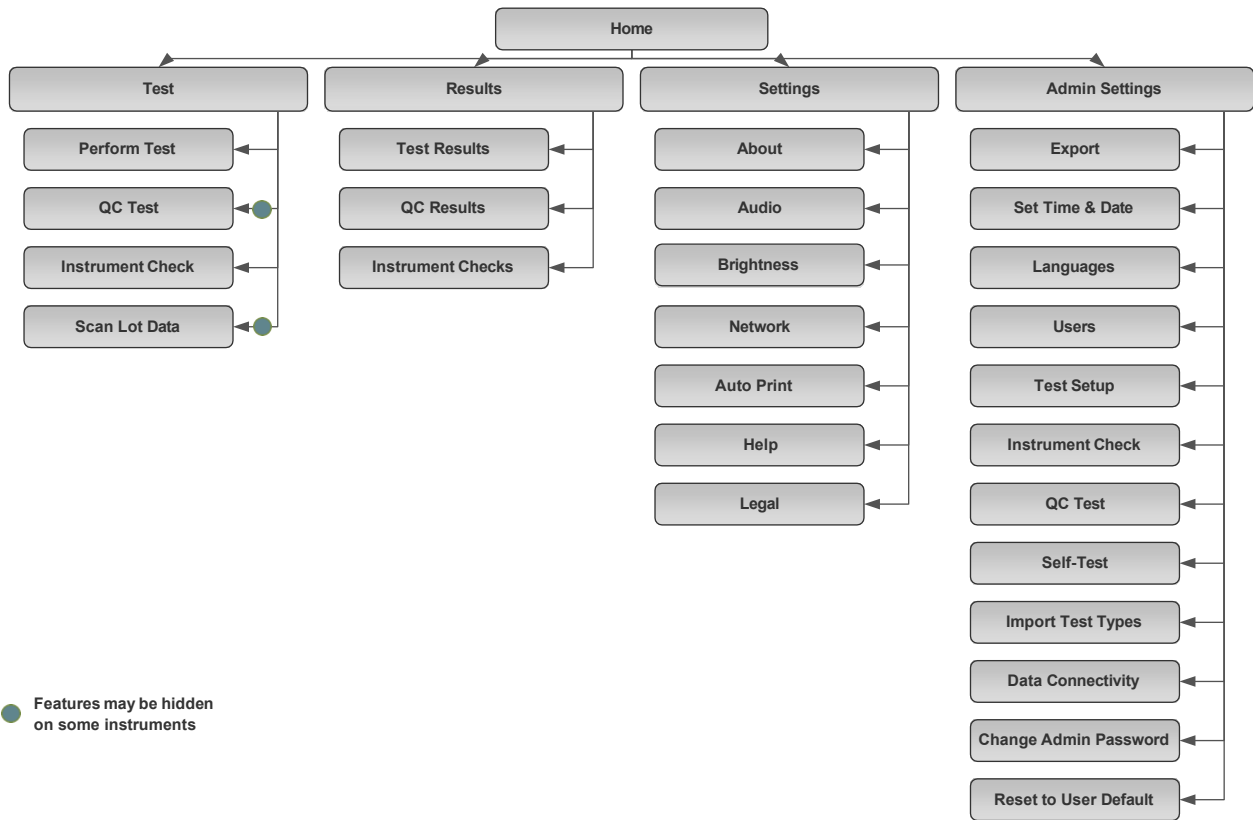 Home
Test
Perform Test
QC Test
Instrument Check
Scan Lot Data
Results
Test Results
QC Results
Instrument Checks
Settings
About
Audio
Brightness
Network
Auto Print
Help
Legal
Admin Settings
Export
Set Time & Date
Languages
Users
Test Setup
Instrument Check
QC Test
Self-Test
Import Test Types
Data Connectivity
Change Admin Password
Reset to User Default
Features may be hidden
on some instruments